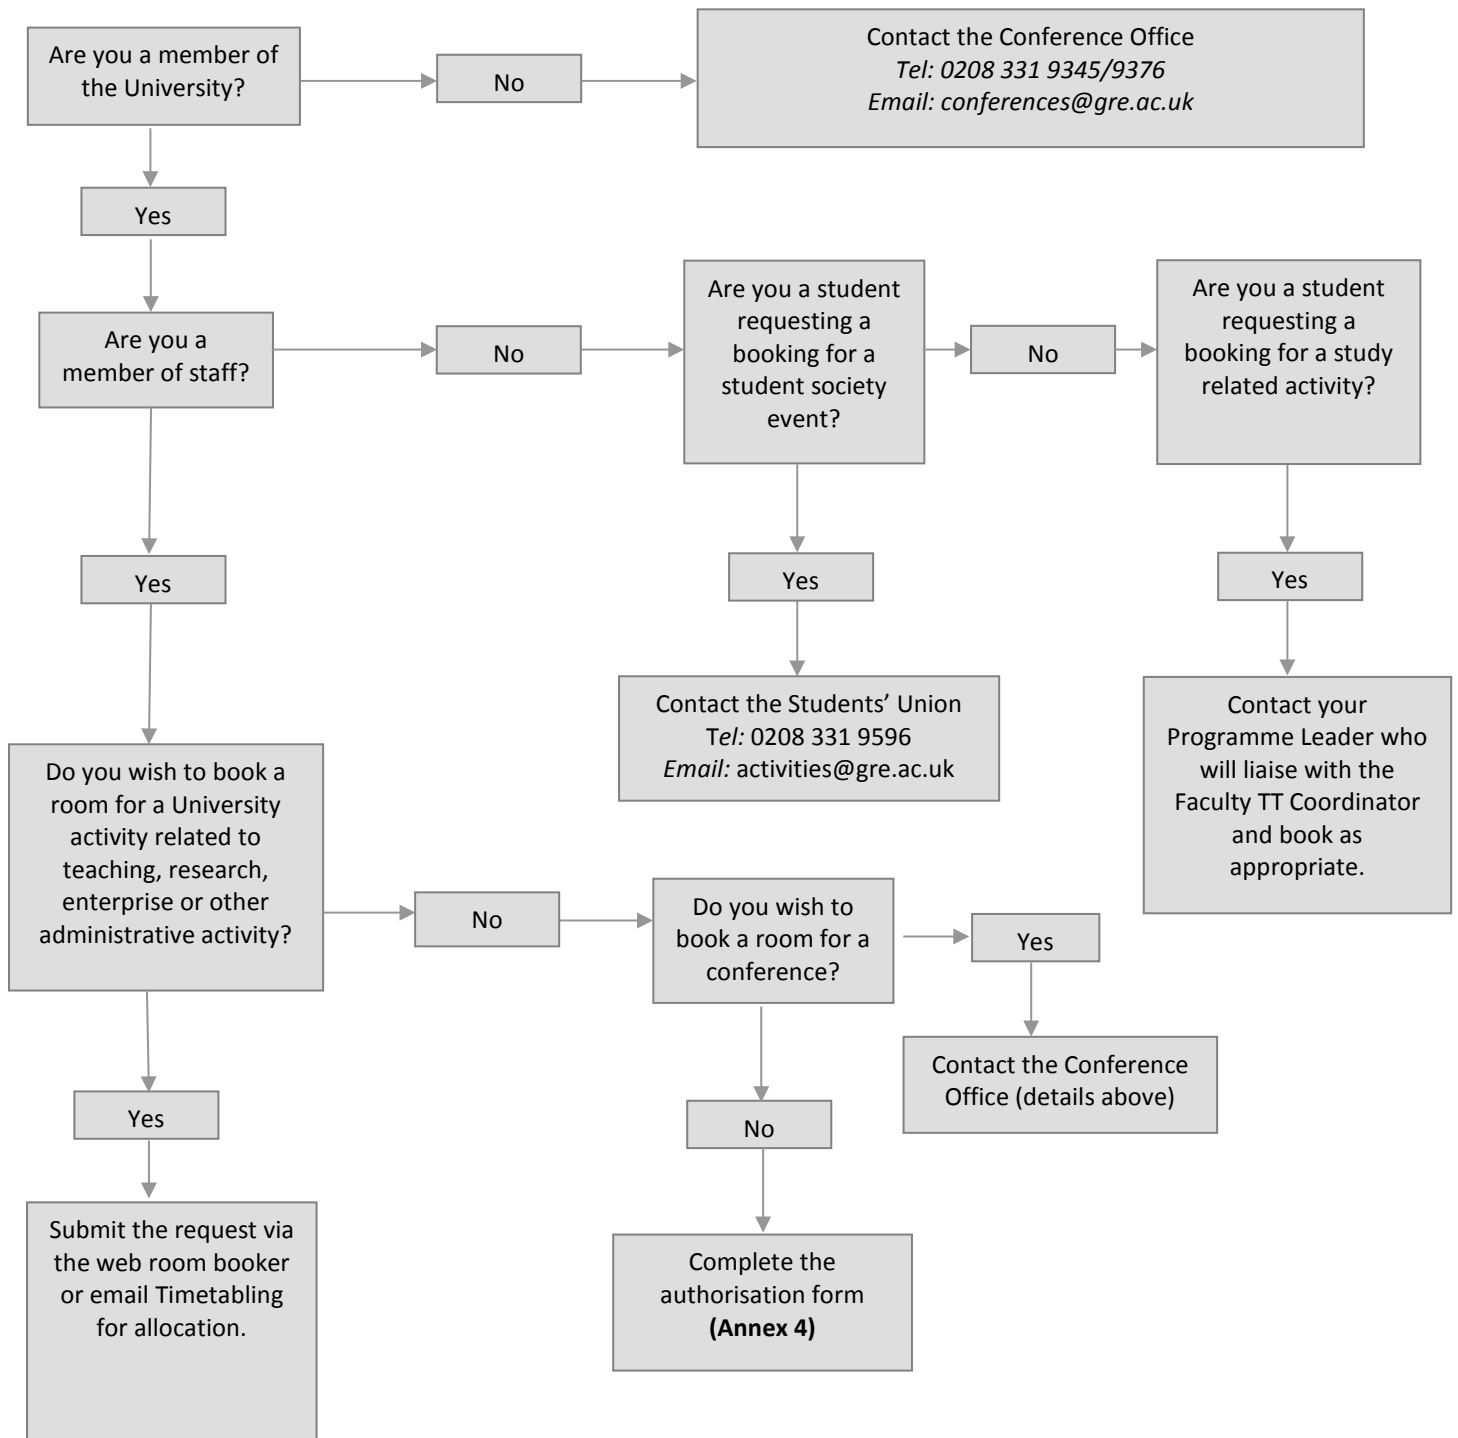 Are you a member of
the University?
No
Contact the Conference Office
Tel: 0208 331 9345/9376
Email: conferences@gre.ac.uk
Yes
Are you a
member of staff?
No
Are you a student
requesting a
booking for a
student society
event?
No
Are you a student
requesting a
booking for a study
related activity?
Yes
Yes
Yes
Contact the Students’ Union
Tel: 0208 331 9596
Email: activities@gre.ac.uk
Contact your
Programme Leader who
will liaise with the
Faculty TT Coordinator
and book as
appropriate.
Do you wish to book a
room for a University
activity related to
teaching, research,
enterprise or other
administrative activity?
No
Do you wish to
book a room for a
conference?
Yes
Contact the Conference
Office (details above)
Yes
No
Submit the request via
the web room booker
or email Timetabling
for allocation.
Complete the
authorisation form
(Annex 4)